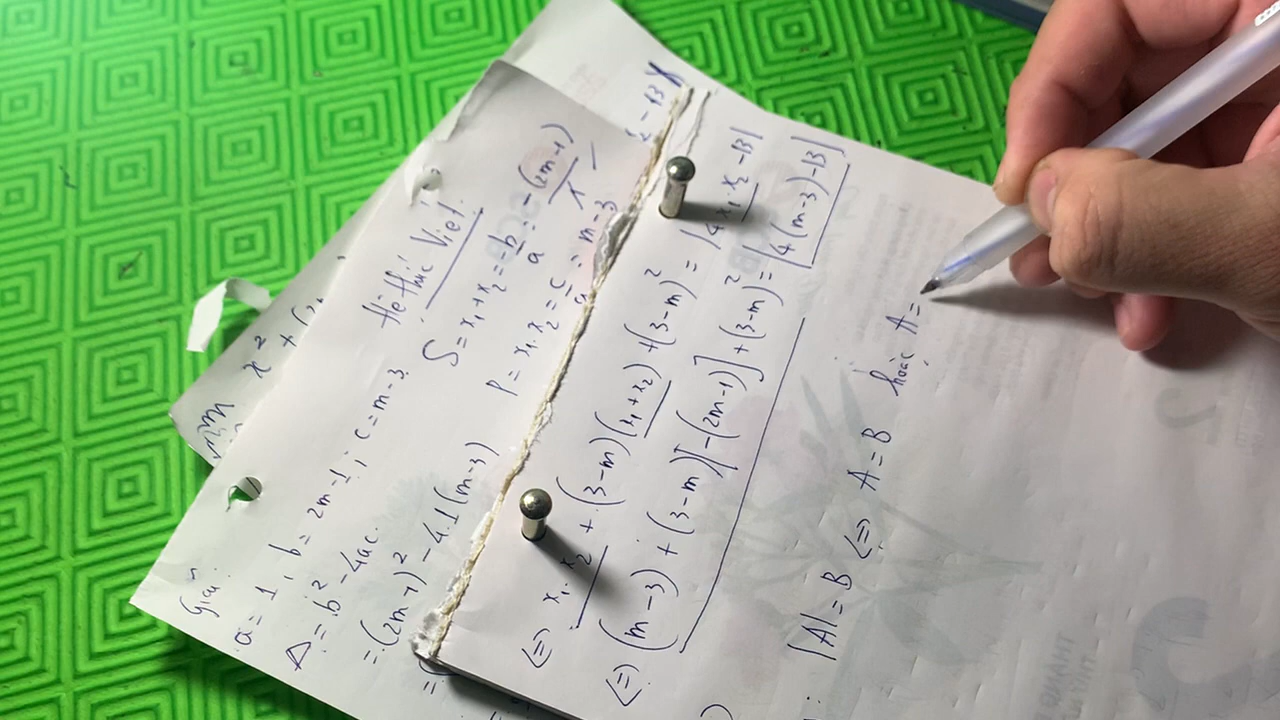 x² +
Giải
a = 1, b = 2m-1; c = m-3.
Δ = b² - 4ac.
= (2m-1)² - 4.1(m-3)
Hệ thức Viet.
S = x₁ + x₂ = -b/a = -(2m-1)/1
P = x₁.x₂ = c/a = m-3
-13|
⇔ x₁.x₂ + (3-m)(x₁+x₂) + (3-m)² = |4x₁.x₂-13|
⇔ (m-3) + (3-m)[-(2m-1)] + (3-m)² = |4(m-3)-13|
|A| = B ⇔ A = B hoặc A =